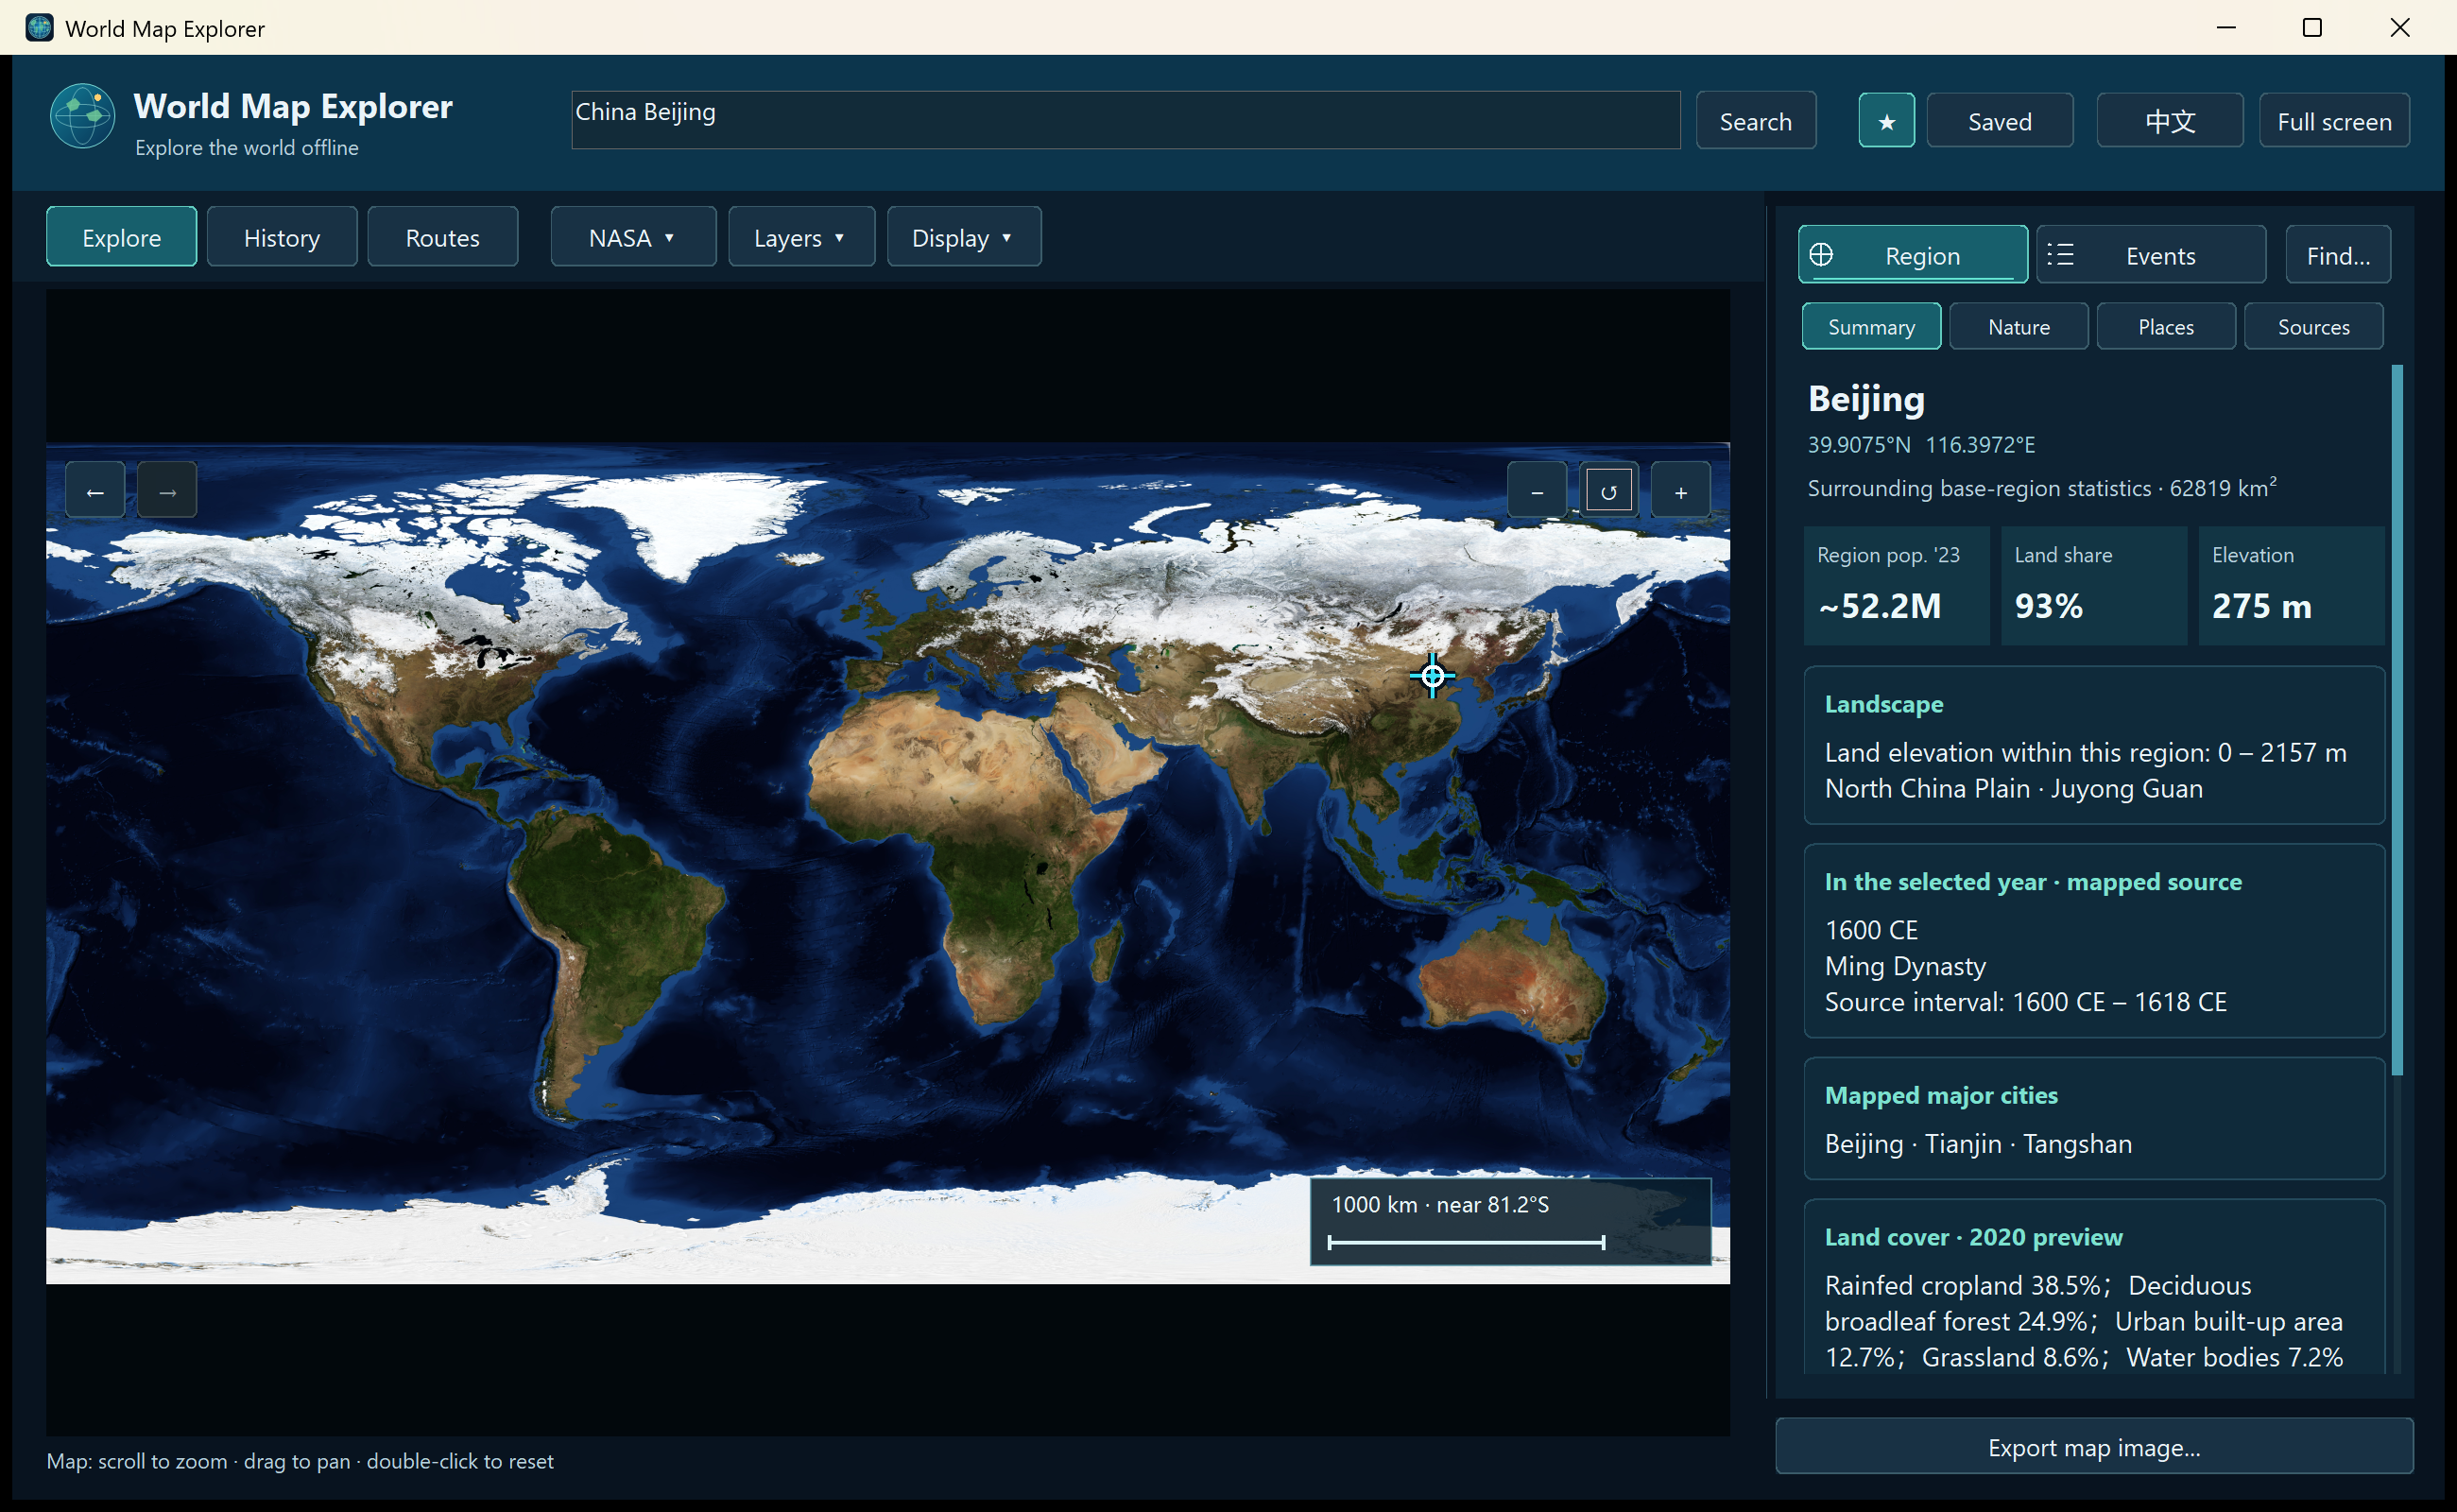 World Map Explorer
World Map Explorer
Explore the world offline
China Beijing
Search
★
Saved
中文
Full screen
Explore
History
Routes
NASA ▼
Layers ▼
Display ▼
Region
Events
Find...
Summary
Nature
Places
Sources
←
→
−
↺
+
1000 km · near 81.2°S
Beijing
39.9075°N 116.3972°E
Surrounding base-region statistics · 62819 km²
Region pop. '23
~52.2M
Land share
93%
Elevation
275 m
Landscape
Land elevation within this region: 0 – 2157 m
North China Plain · Juyong Guan
In the selected year · mapped source
1600 CE
Ming Dynasty
Source interval: 1600 CE – 1618 CE
Mapped major cities
Beijing · Tianjin · Tangshan
Land cover · 2020 preview
Rainfed cropland 38.5%；Deciduous
broadleaf forest 24.9%；Urban built-up area
12.7%；Grassland 8.6%；Water bodies 7.2%
Map: scroll to zoom · drag to pan · double-click to reset
Export map image...